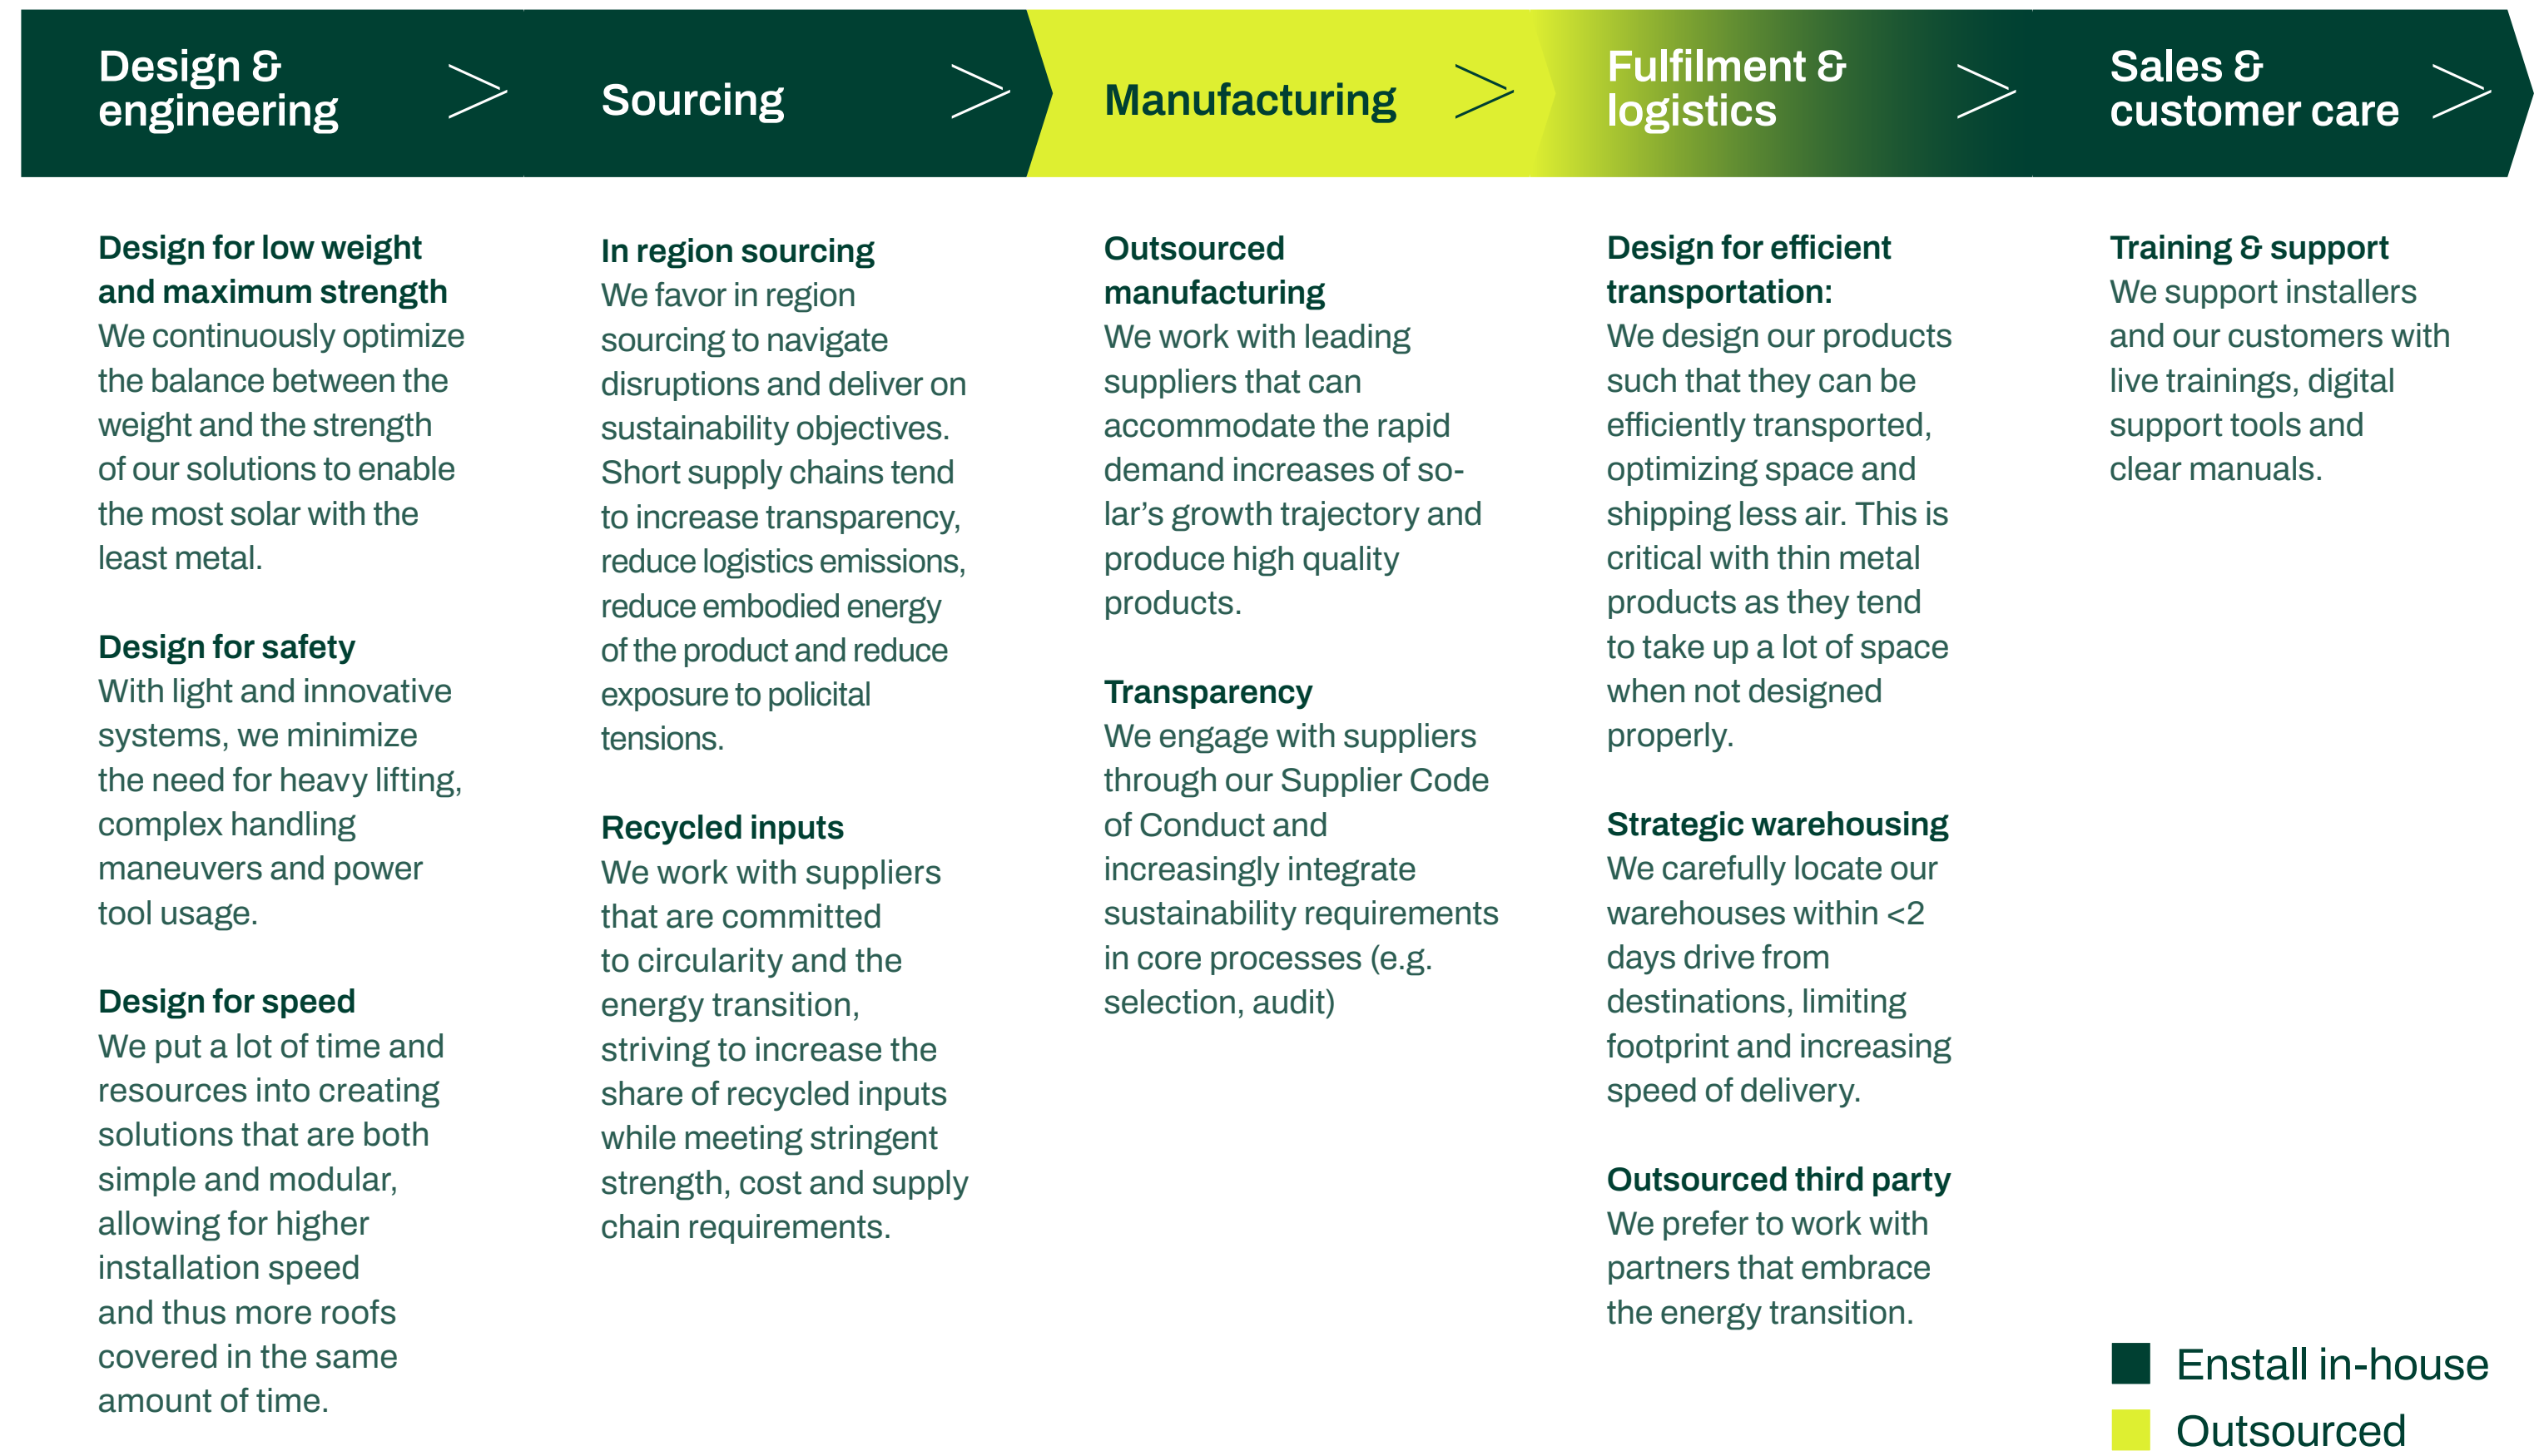 Design &
engineering
>
Sourcing
>
Manufacturing
>
Fulfilment &
logistics
>
Sales &
customer care
>
Design for low weight
and maximum strength
We continuously optimize
the balance between the
weight and the strength
of our solutions to enable
the most solar with the
least metal.
Design for safety
With light and innovative
systems, we minimize
the need for heavy lifting,
complex handling
maneuvers and power
tool usage.
Design for speed
We put a lot of time and
resources into creating
solutions that are both
simple and modular,
allowing for higher
installation speed
and thus more roofs
covered in the same
amount of time.
In region sourcing
We favor in region
sourcing to navigate
disruptions and deliver on
sustainability objectives.
Short supply chains tend
to increase transparency,
reduce logistics emissions,
reduce embodied energy
of the product and reduce
exposure to policital
tensions.
Recycled inputs
We work with suppliers
that are committed
to circularity and the
energy transition,
striving to increase the
share of recycled inputs
while meeting stringent
strength, cost and supply
chain requirements.
Outsourced
manufacturing
We work with leading
suppliers that can
accommodate the rapid
demand increases of so-
lar’s growth trajectory and
produce high quality
products.
Transparency
We engage with suppliers
through our Supplier Code
of Conduct and
increasingly integrate
sustainability requirements
in core processes (e.g.
selection, audit)
Design for efficient
transportation:
We design our products
such that they can be
efficiently transported,
optimizing space and
shipping less air. This is
critical with thin metal
products as they tend
to take up a lot of space
when not designed
properly.
Strategic warehousing
We carefully locate our
warehouses within <2
days drive from
destinations, limiting
footprint and increasing
speed of delivery.
Outsourced third party
We prefer to work with
partners that embrace
the energy transition.
Training & support
We support installers
and our customers with
live trainings, digital
support tools and
clear manuals.
Enstall in-house
Outsourced